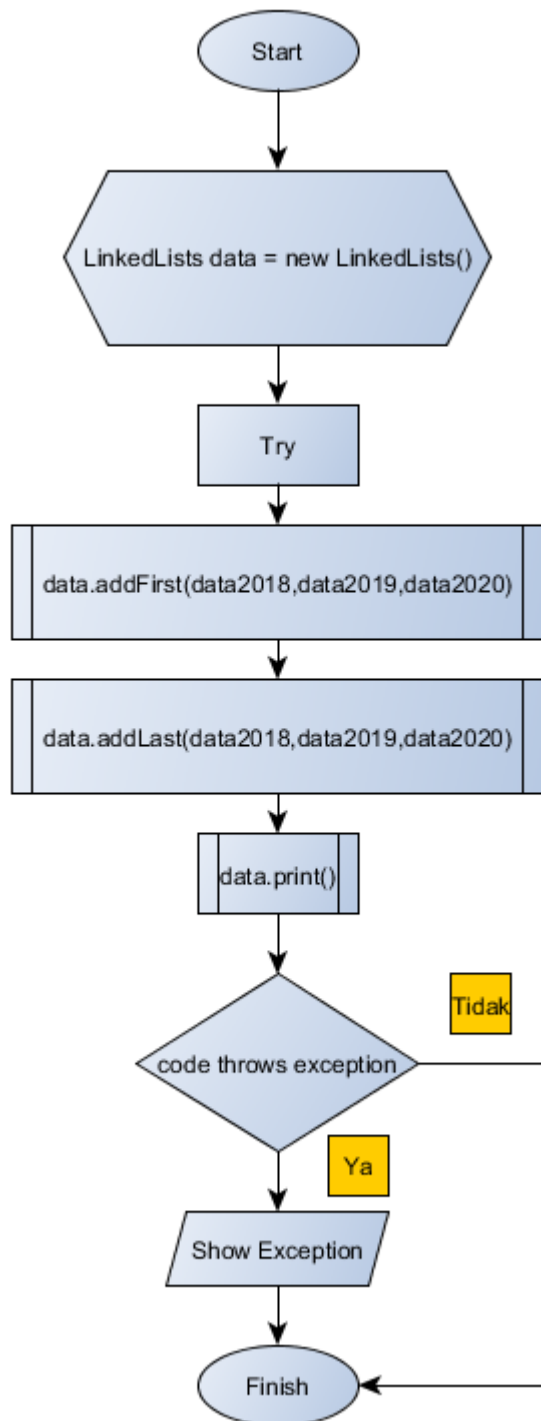 Start
LinkedLists data = new LinkedLists()
Try
data.addFirst(data2018,data2019,data2020)
data.addLast(data2018,data2019,data2020)
data.print()
Tidak
code throws exception
Ya
Show Exception
Finish